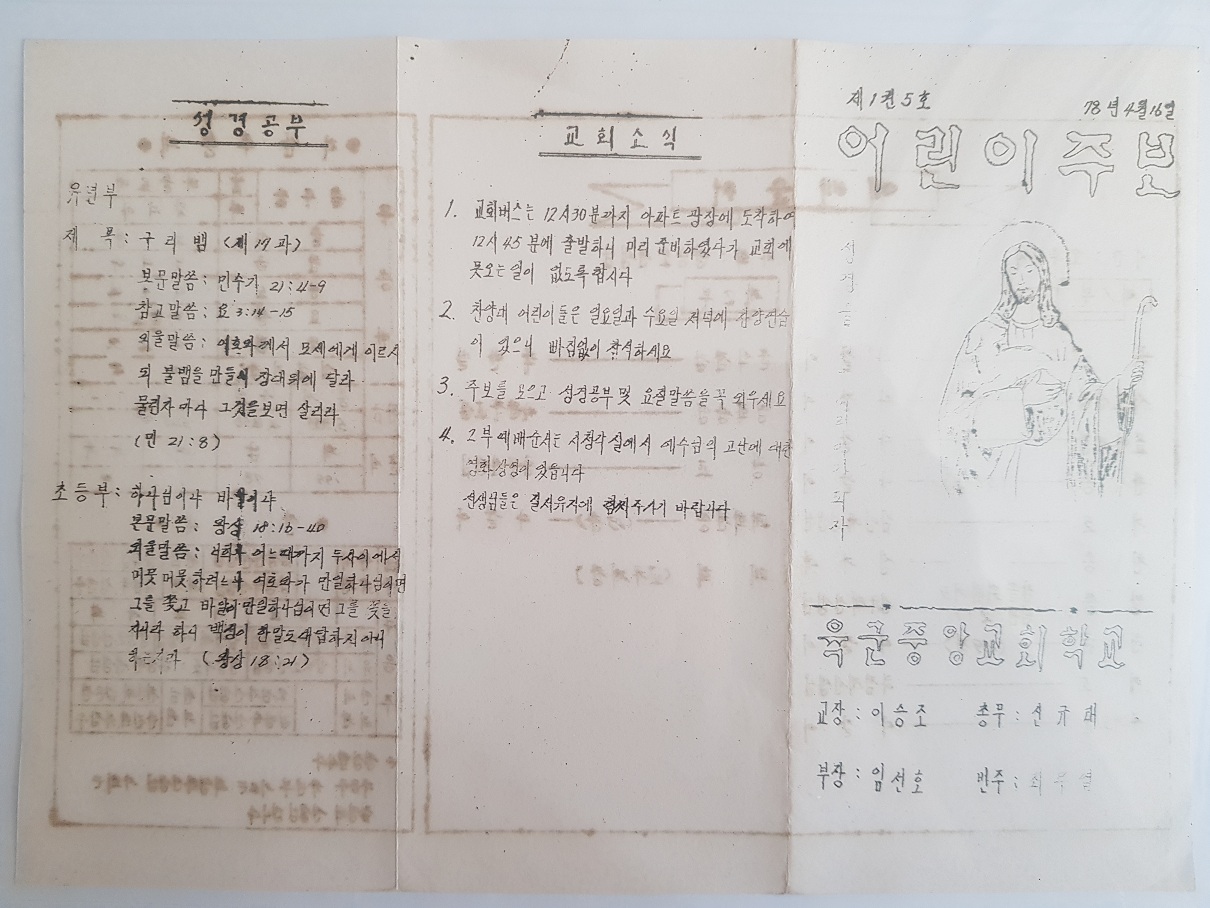 성경공부
유년부
제 목 : 구리뱀 (제17과)
본문말씀 : 민수기 21:4-9
참고말씀 : 요 3:14-15
외울말씀 : 여호와께서 모세에게 이르시
되 불뱀을 만들어 장대위에 달라
물린자마다 그것을 보면 살리라
(민 21:8)
초등부 : 하나님이냐 바알이냐
본문말씀 : 왕상 18:16-40
외울말씀 : 너희가 어느때까지 두사이에서
머뭇머뭇하려느냐 여호와가 만일하나님이면
그를 쫓고 바알이 만일하나님이면 그를 쫓을
지니라 하니 백성이 한말도 대답하지 아니
하는지라 (왕상 18:21)
교회소식
1. 교회버스는 12시30분까지 아파트 광장에 도착하여
12시 45분에 출발하니 미리 준비하였다가 교회에
못오는 일이 없도록 합시다
2. 찬양대 어린이들은 일요일과 수요일 저녁에 찬양연습
이 있으니 빠짐없이 참석하세요
3. 주보를 모으고 성경공부 및 요절말씀을 꼭 외우세요
4. 2부 예배순서는 시청각실에서 예수님의 고난에 대한
영화상영이 있읍니다
선생님들은 질서유지에 힘써주시기 바랍니다
제1권 5호
78년 4월 16일
어린이주보
육군중앙교회학교
교장 : 이승조 총무 : 신규태
부장 : 임선호 반주 :